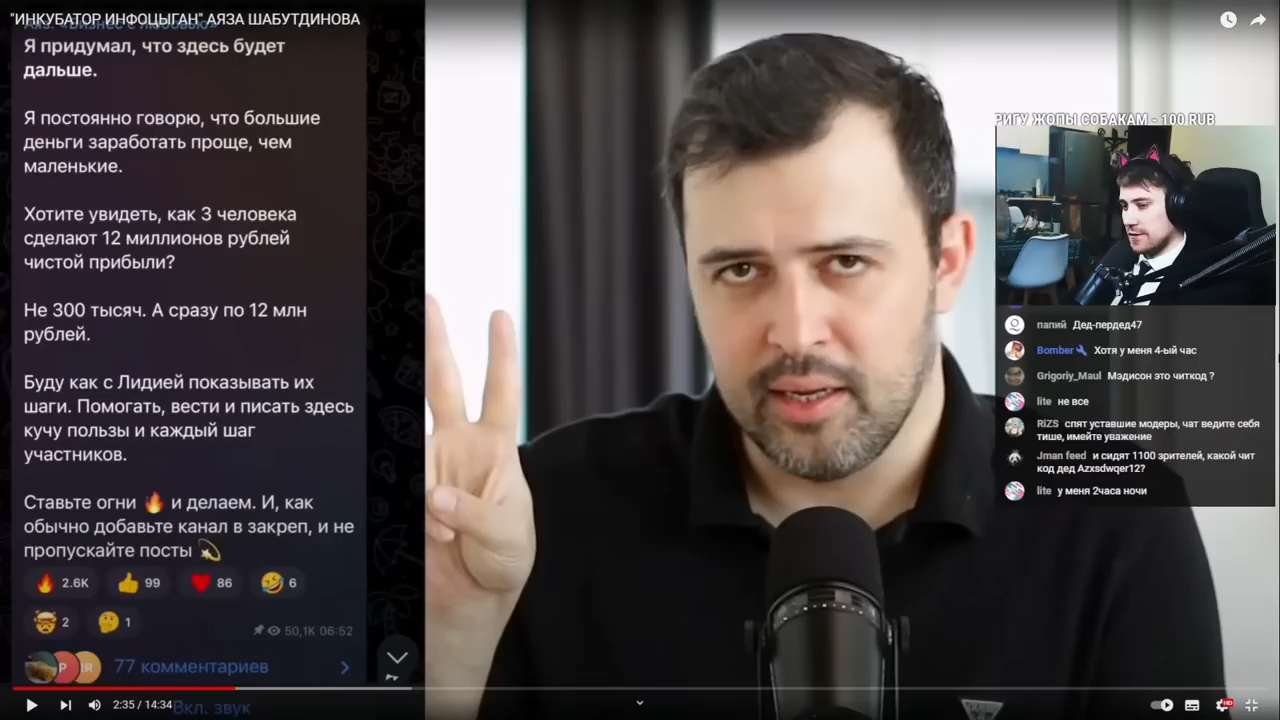 "ИНКУБАТОР ИНФОЦЫГАН" АЯЗА ШАБУТДИНОВА
Аяз. «Бизнес с любовью»
Я придумал, что здесь будет
дальше.
Я постоянно говорю, что большие
деньги заработать проще, чем
маленькие.
Хотите увидеть, как 3 человека
сделают 12 миллионов рублей
чистой прибыли?
Не 300 тысяч. А сразу по 12 млн
рублей.
Буду как с Лидией показывать их
шаги. Помогать, вести и писать здесь
кучу пользы и каждый шаг
участников.
Ставьте огни 🔥 и делаем. И, как
обычно добавьте канал в закреп, и не
пропускайте посты 💫
🔥 2.6K 👍 99 ❤️ 86 🤣 6
🤯 2 🤔 1
50,1K 06:52
P IR 77 комментариев
Вкл. звук
2:35 / 14:34
HD
РИГУ ЖОПЫ СОБАКАМ - 100 RUB
папий Дед-пердед47
Bomber Хотя у меня 4-ый час
Grigoriy_Maul Мэдисон это читкод ?
lite не все
RiZS спят уставшие модеры, чат ведите себя
тише, имейте уважение
Jman feed и сидят 1100 зрителей, какой чит
код дед Azxsdwqer12?
lite у меня 2часа ночи